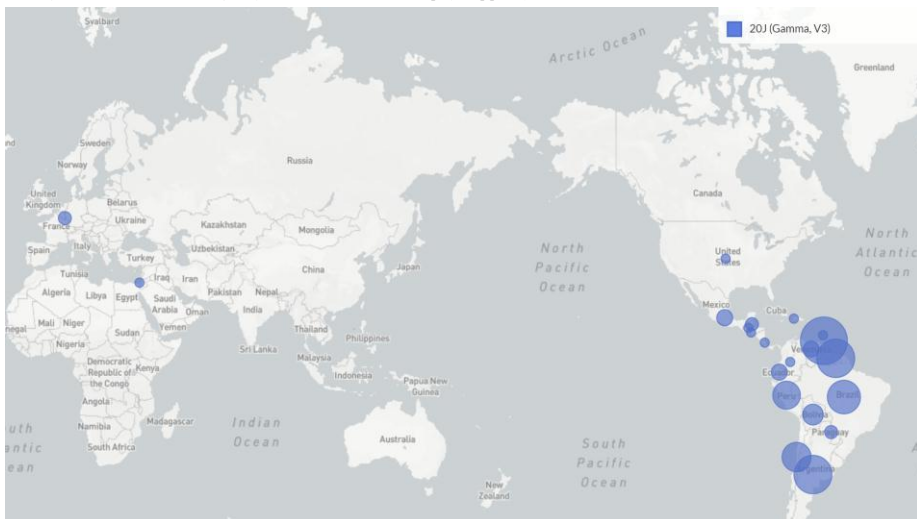 20J (Gamma, V3)
Svalbard
Arctic Ocean
Greenland
Sweden
Norway
Russia
United
Kingdom
Belarus
Ukraine
France
Canada
Kazakhstan
Mongolia
Italy
Spain
Uzbekistan
Turkey
North
Pacific
Ocean
United
States
North
Atlantic
Ocean
Tunisia
Iraq
Iran
China
Japan
Algeria
Libya
Egypt
Saudi
Arabia
Pakistan
Nepal
Oman
India
Mexico
Cuba
Mali
Niger
Sudan
Yemen
Thailand
Philippines
Nigeria
Sri Lanka
Malaysia
Democratic
Republic of
the Congo
Kenya
Indonesia
Papua New
Guinea
Ecuador
Peru
Brazil
Angola
Bolivia
Namibia
Madagascar
Indian
Ocean
Paraguay
South Africa
Australia
South
Pacific
Ocean
Argentina
New
Zealand